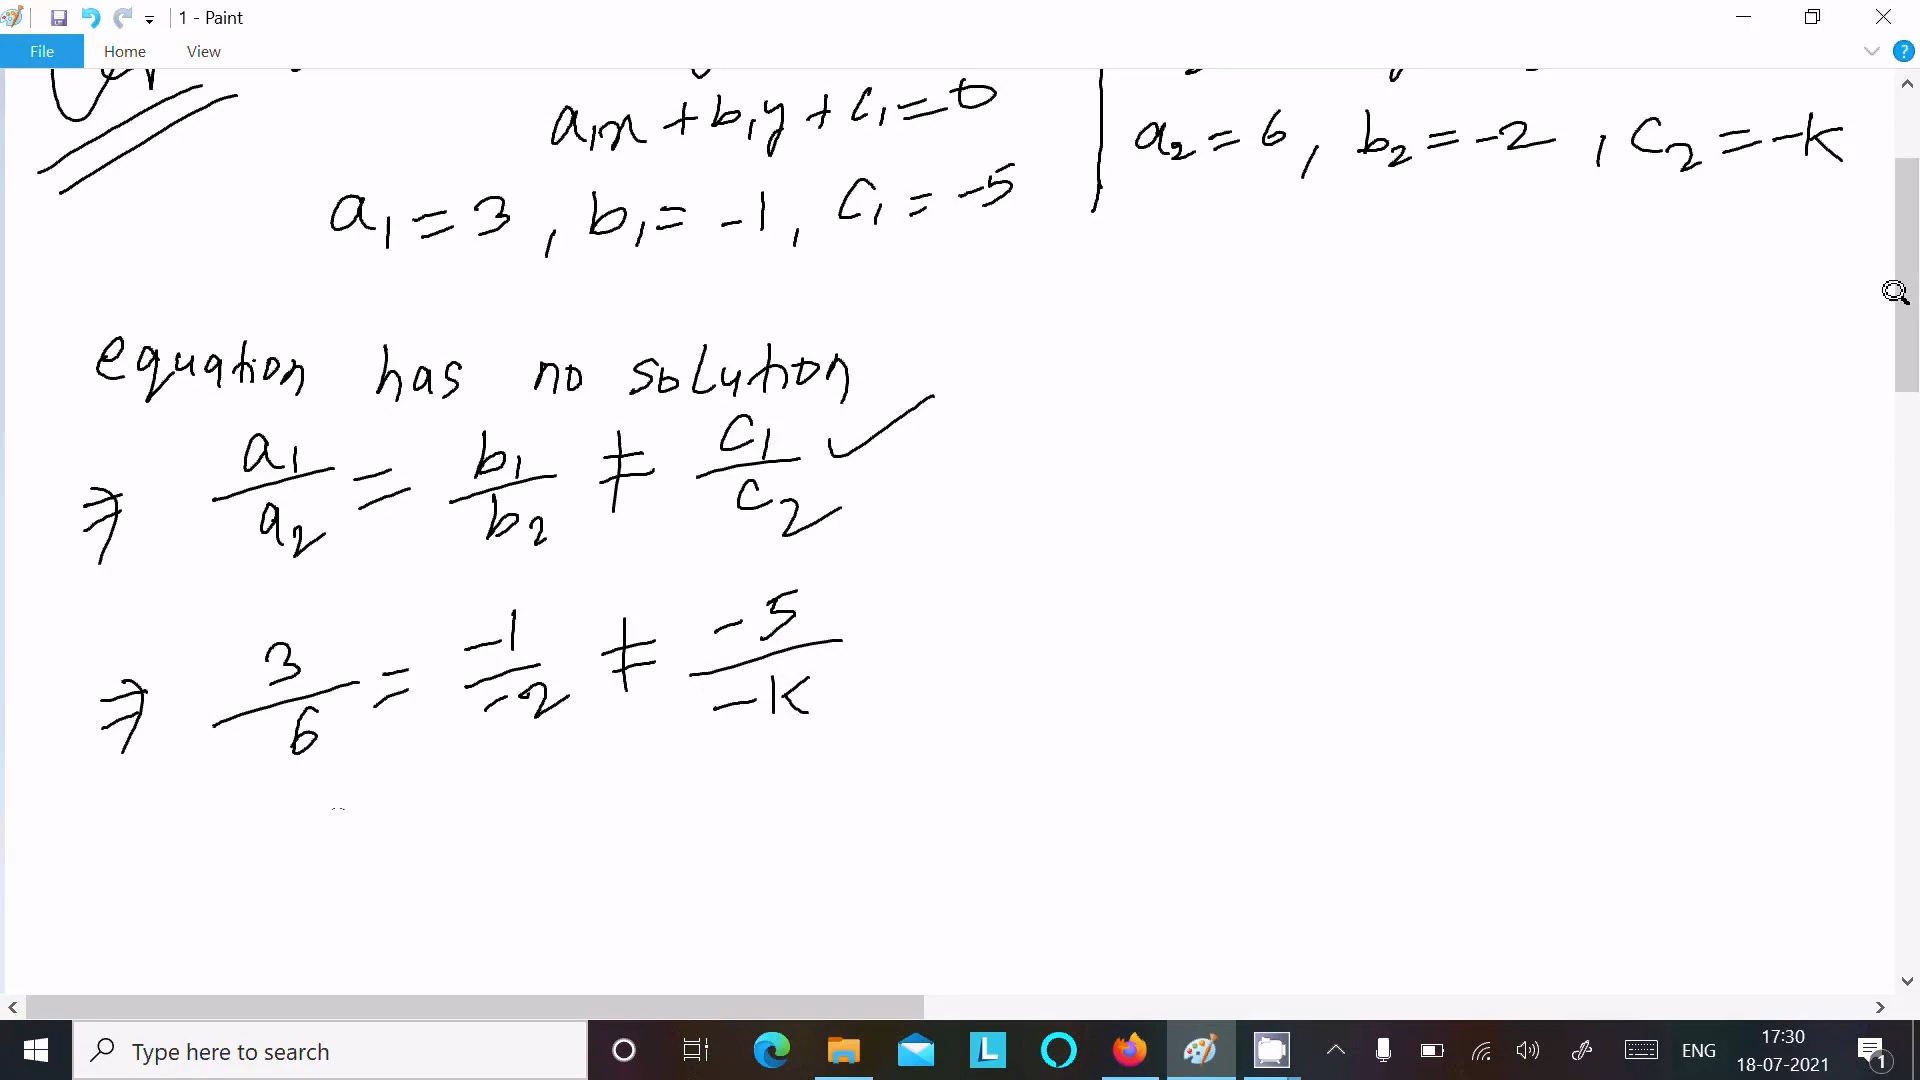 1 - Paint
File Home View
a₁x + b₁y + c₁ = 0
a₂ = 6, b₂ = -2, c₂ = -k
a₁ = 3, b₁ = -1, c₁ = -5
equation has no solution
⇒ a₁/a₂ = b₁/b₂ ≠ c₁/c₂ ✓
⇒ 3/6 = -1/-2 ≠ -5/-k
Type here to search
ENG
17:30
18-07-2021
1